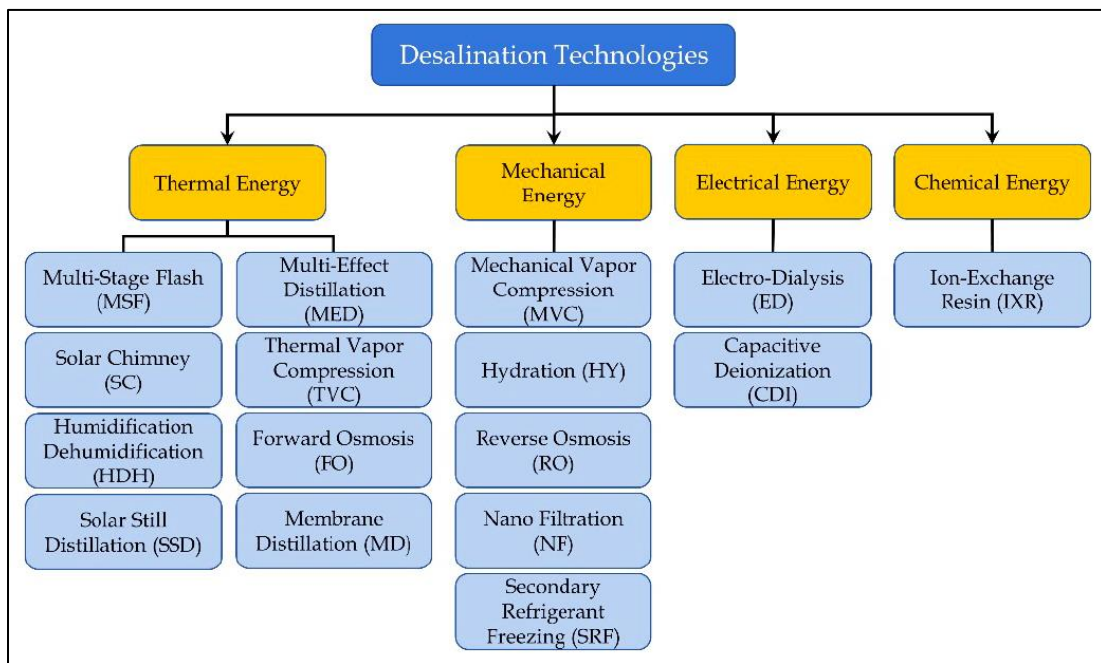 Desalination Technologies
Thermal Energy
Mechanical
Energy
Electrical Energy
Chemical Energy
Multi-Stage Flash
(MSF)
Solar Chimney
(SC)
Humidification
Dehumidification
(HDH)
Solar Still
Distillation (SSD)
Multi-Effect
Distillation
(MED)
Thermal Vapor
Compression
(TVC)
Forward Osmosis
(FO)
Membrane
Distillation (MD)
Mechanical Vapor
Compression
(MVC)
Hydration (HY)
Reverse Osmosis
(RO)
Nano Filtration
(NF)
Secondary
Refrigerant
Freezing (SRF)
Electro-Dialysis
(ED)
Capacitive
Deionization
(CDI)
Ion-Exchange
Resin (IXR)